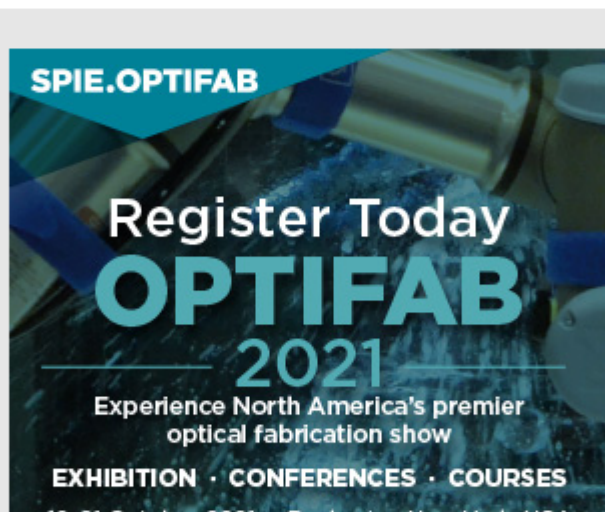 SPIE.OPTIFAB
Register Today
OPTIFAB
2021
Experience North America's premier
optical fabrication show
EXHIBITION · CONFERENCES · COURSES